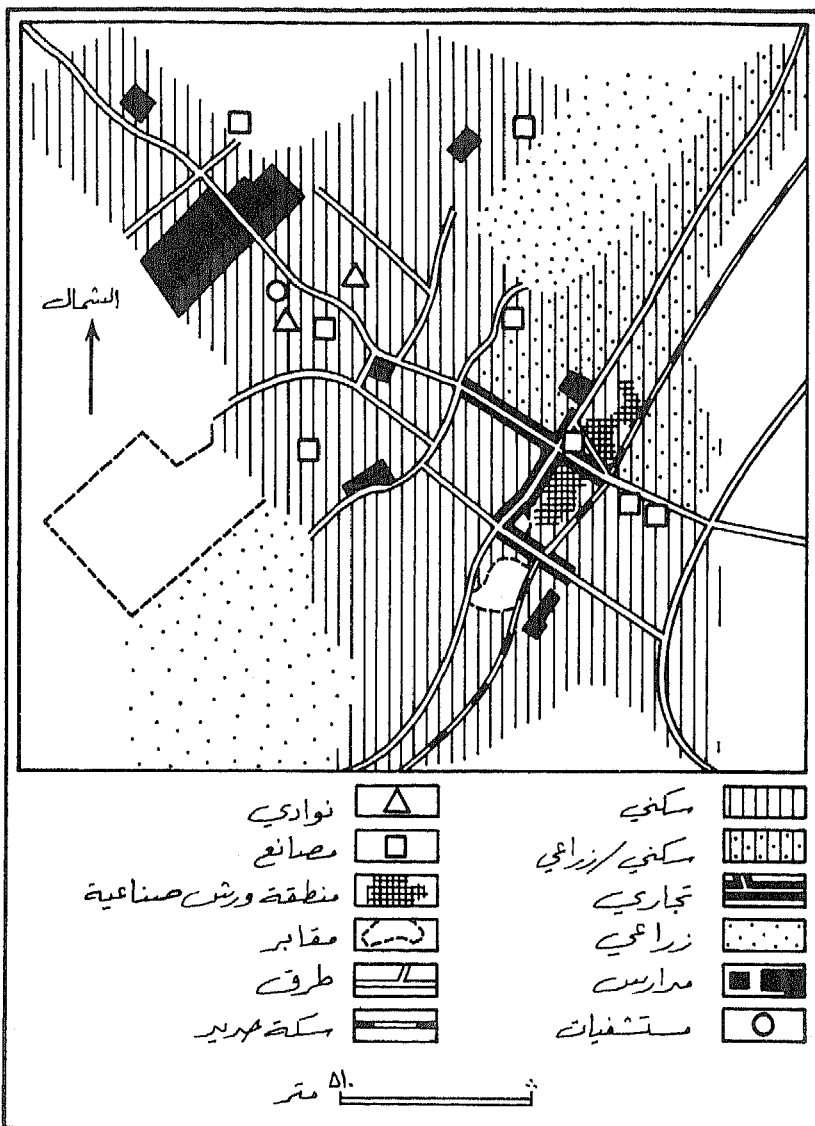 الشمال
سكني
نوادي
سكني/زراعي
مصانع
تجاري
منطقة ورش صناعية
زراعي
مقابر
مدارس
طرق
مستشفيات
سكة حديد
متر